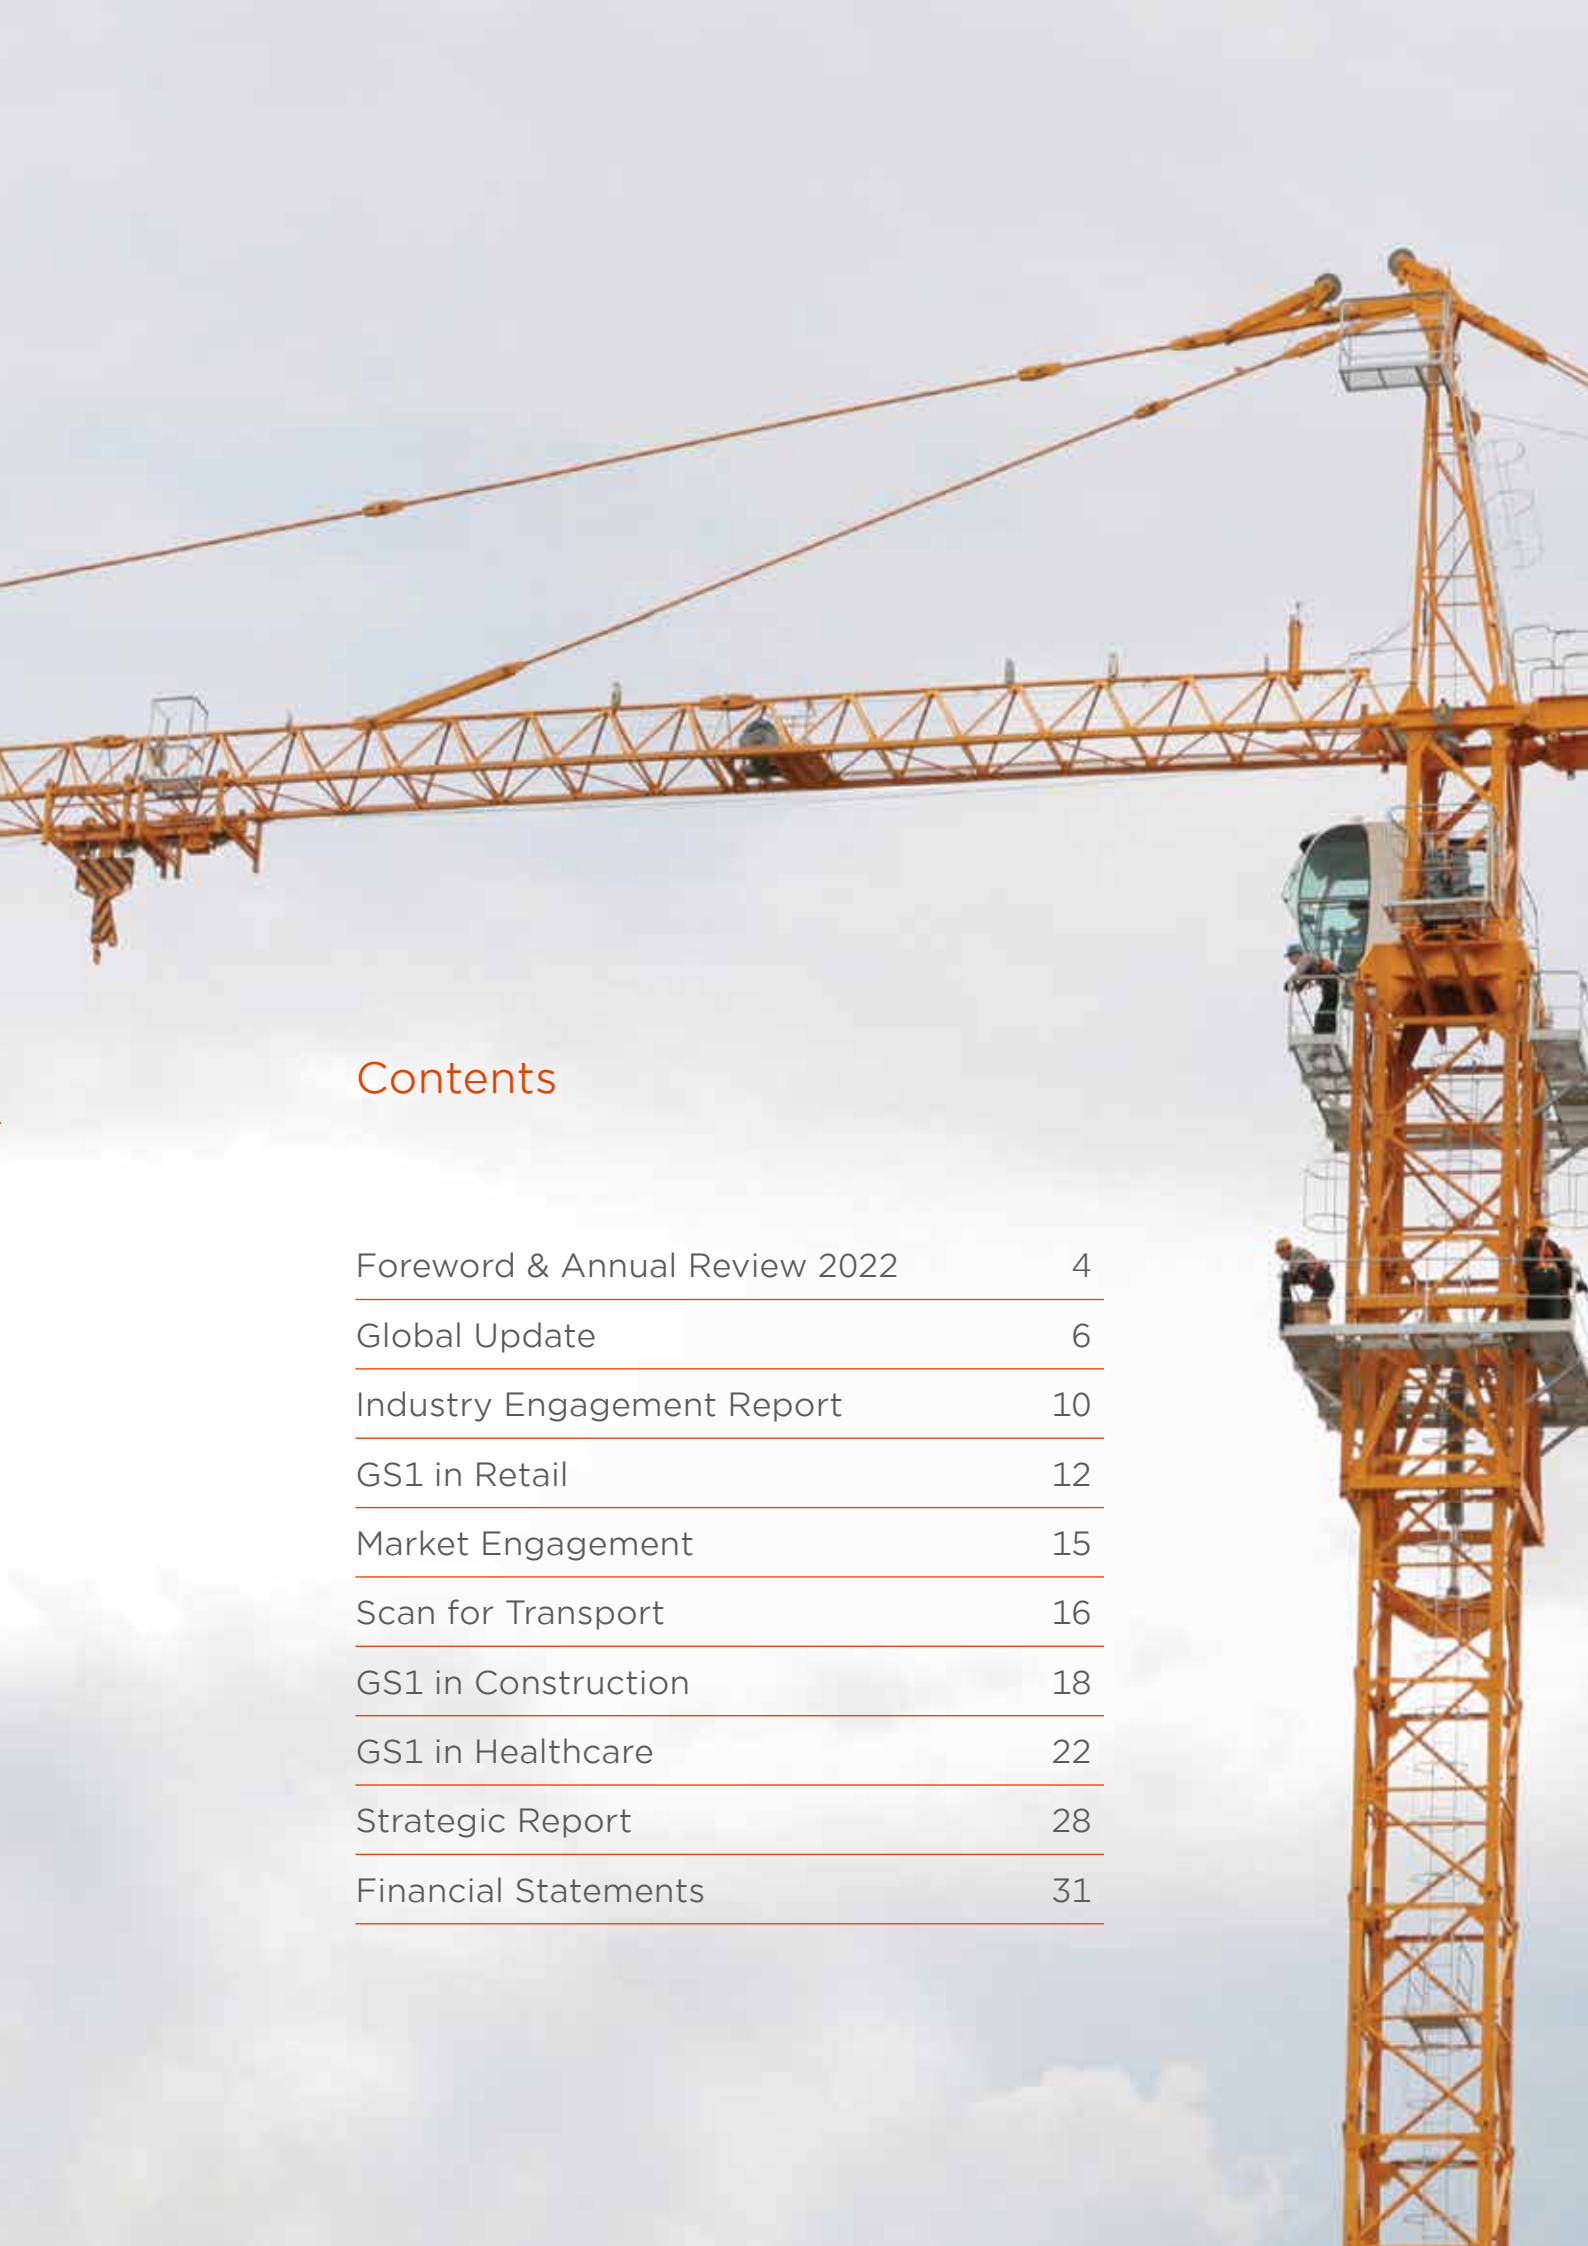 Contents
Foreword & Annual Review 2022 4
Global Update 6
Industry Engagement Report 10
GS1 in Retail 12
Market Engagement 15
Scan for Transport 16
GS1 in Construction 18
GS1 in Healthcare 22
Strategic Report 28
Financial Statements 31